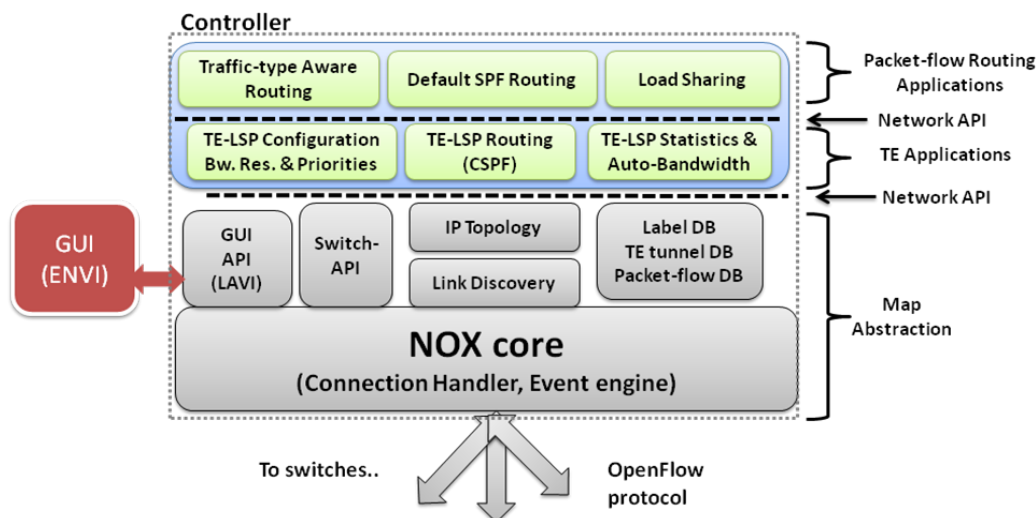 Controller
Traffic-type Aware
Routing
Default SPF Routing
Load Sharing
Packet-flow Routing
Applications
Network API
TE-LSP Configuration
Bw. Res. & Priorities
TE-LSP Routing
(CSPF)
TE-LSP Statistics &
Auto-Bandwidth
TE Applications
Network API
GUI
(ENVI)
GUI
API
(LAVI)
Switch-
API
IP Topology
Link Discovery
Label DB
TE tunnel DB
Packet-flow DB
Map
Abstraction
NOX core
(Connection Handler, Event engine)
To switches..
OpenFlow
protocol